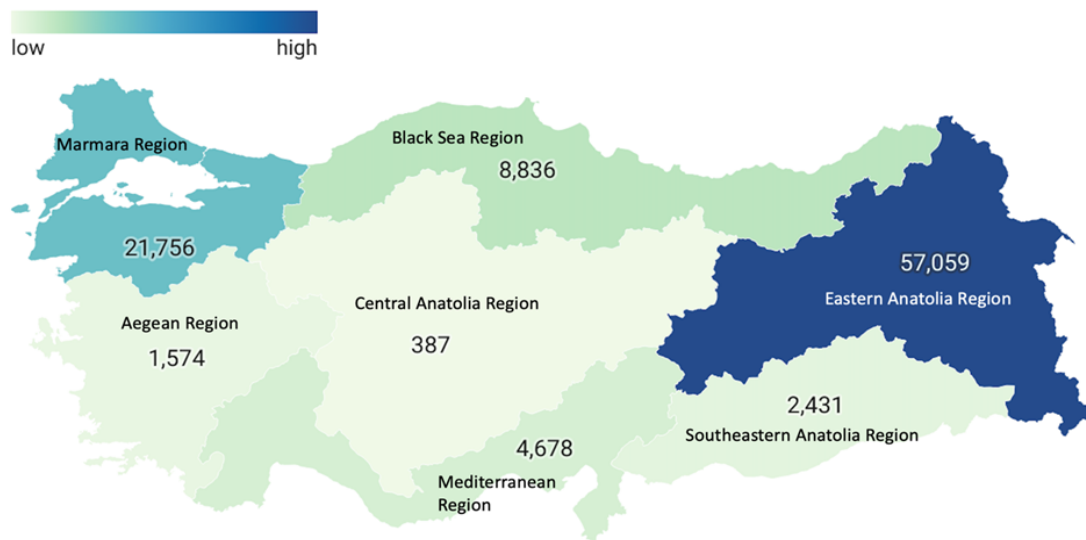 low high
Marmara Region
21,756
Black Sea Region
8,836
57,059
Eastern Anatolia Region
Central Anatolia Region
387
Aegean Region
1,574
2,431
Southeastern Anatolia Region
4,678
Mediterranean
Region